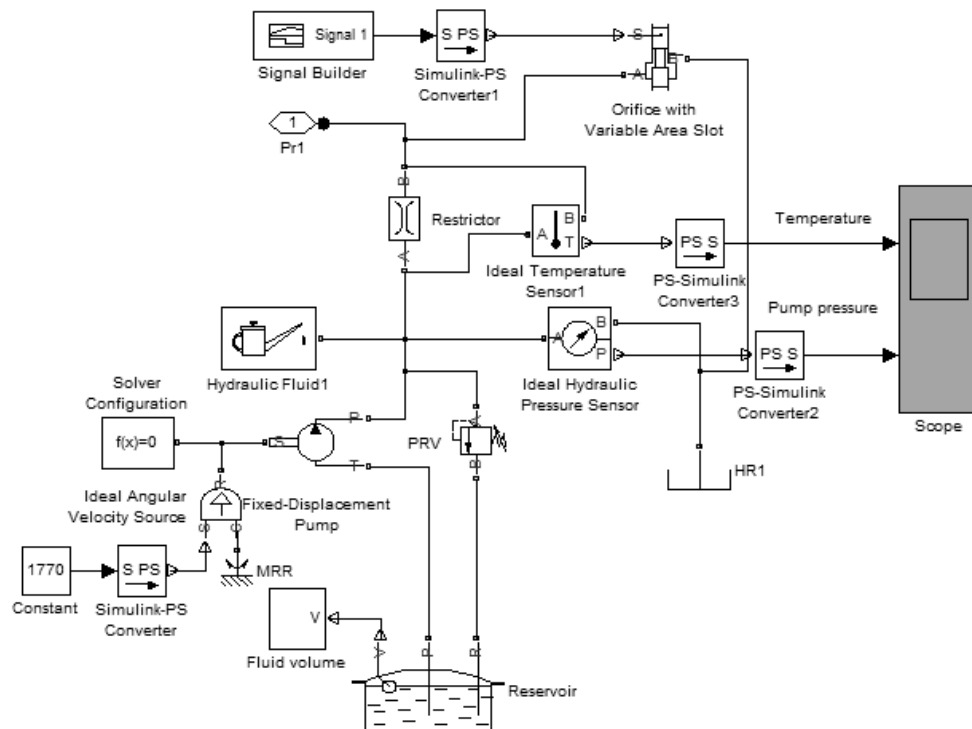 Signal 1
Signal Builder
S PS
Simulink-PS
Converter1
S
A
B
Orifice with
Variable Area Slot
1
Pr1
B
Restrictor
A
A
B
T
Ideal Temperature
Sensor1
PS S
PS-Simulink
Converter3
Temperature
Hydraulic Fluid1
A
B
P
Ideal Hydraulic
Pressure Sensor
Pump pressure
PS S
PS-Simulink
Converter2
Scope
Solver
Configuration
f(x)=0
S
P
T
Fixed-Displacement
Pump
PRV
A
B
HR1
Ideal Angular
Velocity Source
R
S
C
MRR
1770
Constant
S PS
Simulink-PS
Converter
V
Fluid volume
V
P
R
Reservoir